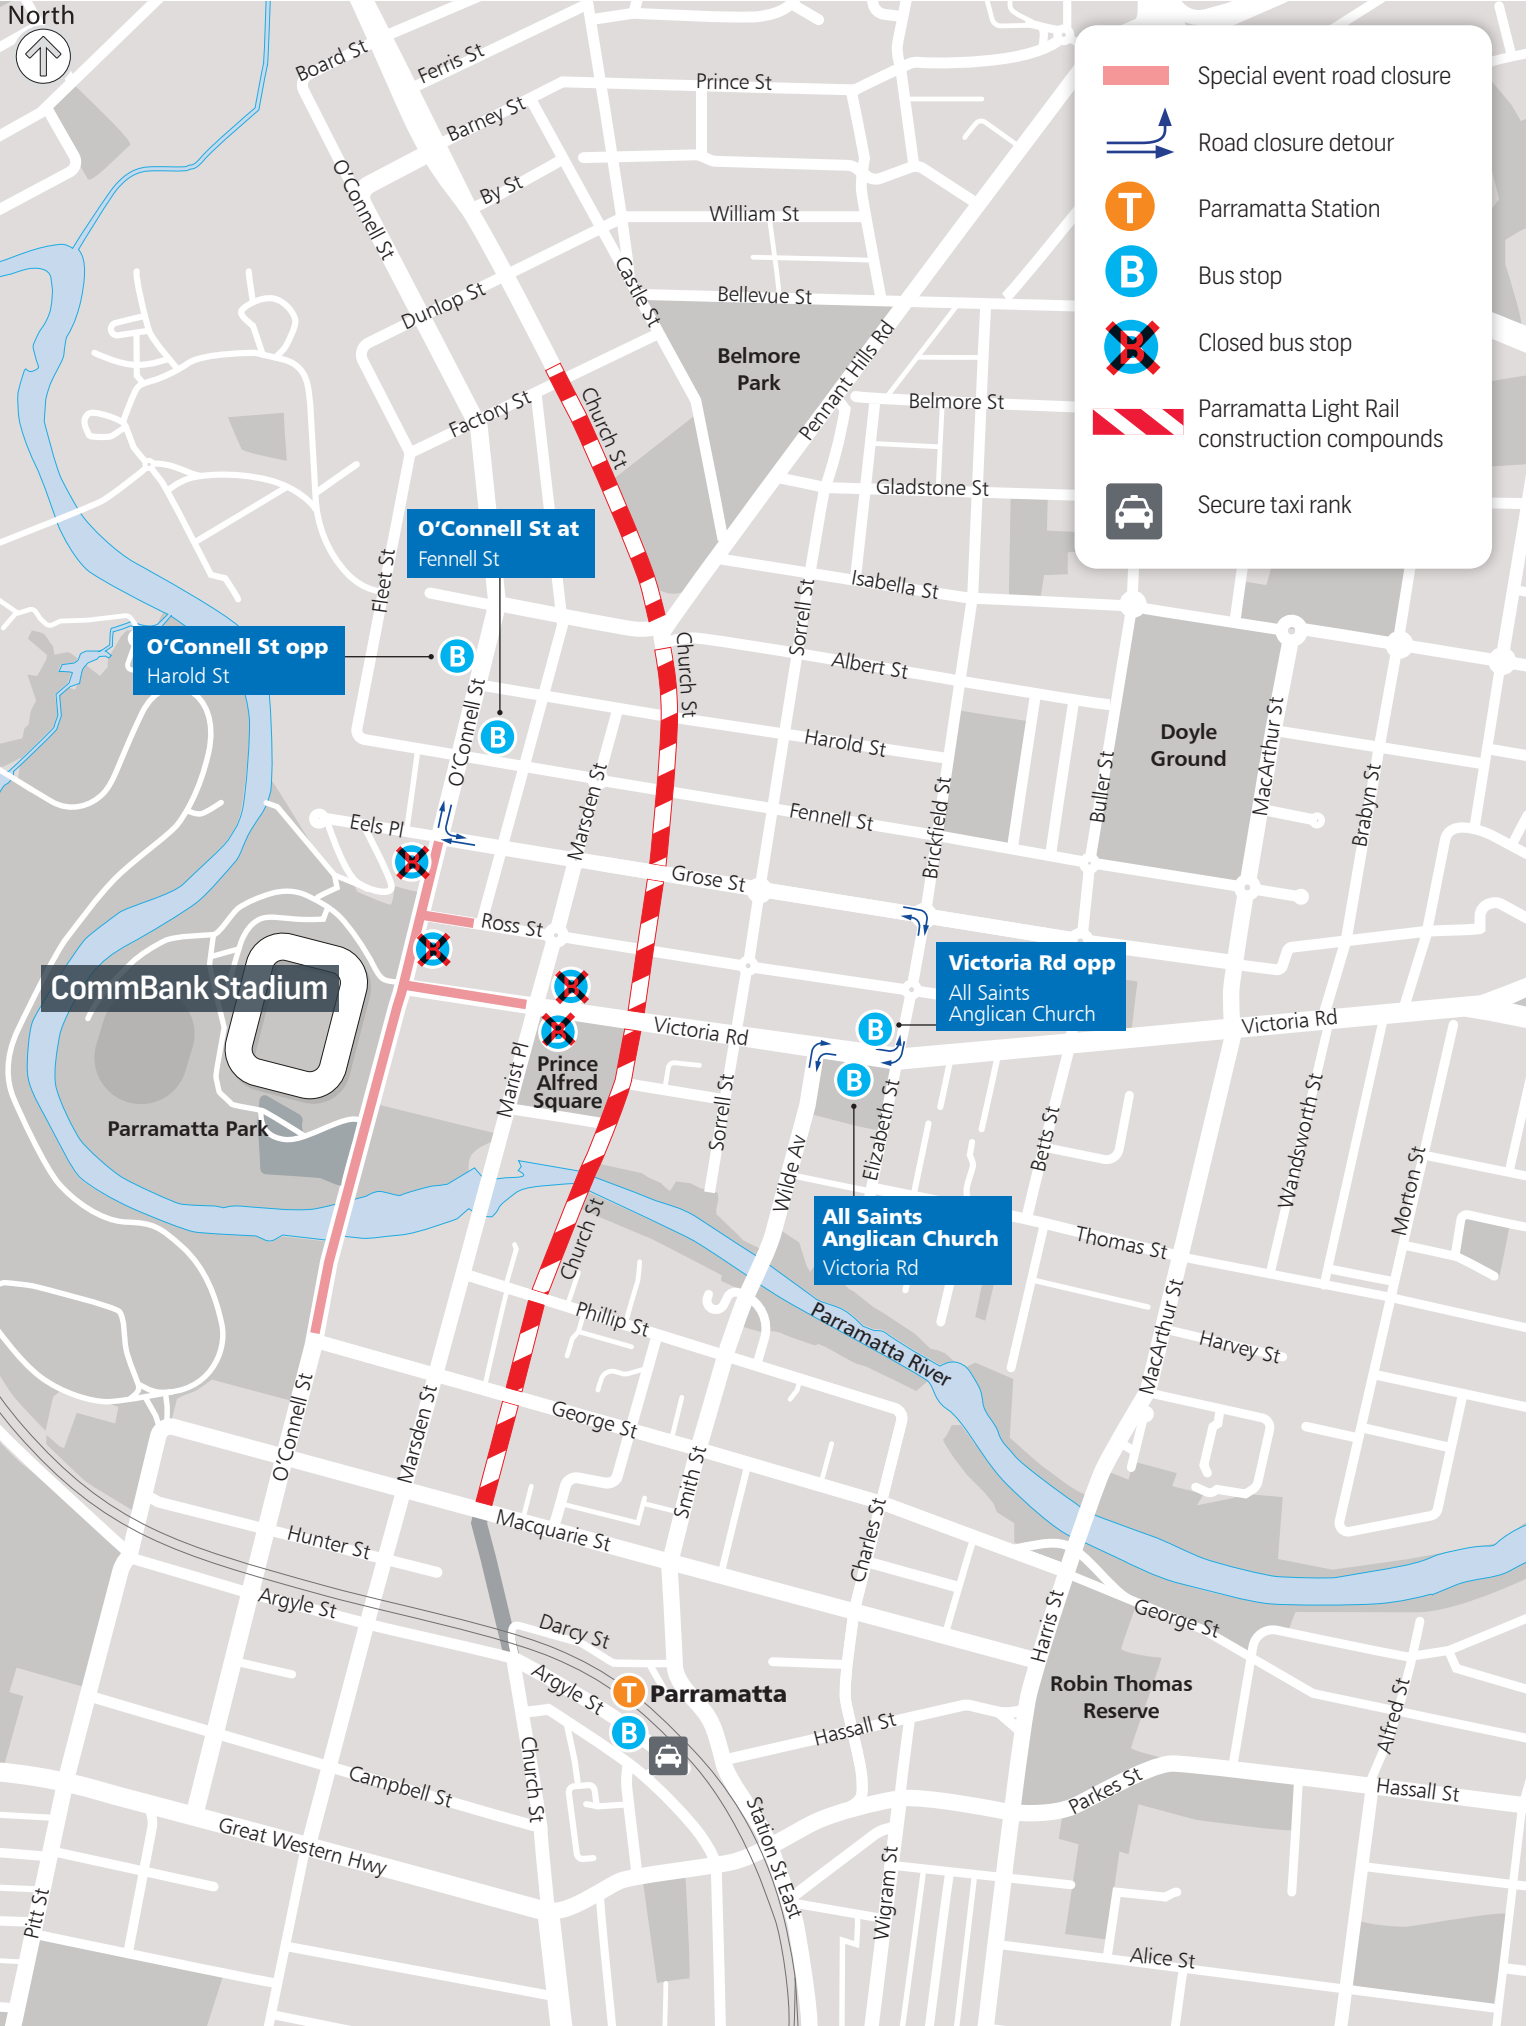 North
Board St
Ferris St
Prince St
Barney St
O'Connell St
By St
William St
Castle St
Dunlop St
Bellevue St
Pennant Hills Rd
Belmore
Park
Belmore St
Factory St
Church St
Gladstone St
Special event road closure
Road closure detour
T
Parramatta Station
B
Bus stop
B
Closed bus stop
Parramatta Light Rail
construction compounds
Secure taxi rank
O'Connell St at
Fennell St
Fleet St
Isabella St
Sorrell St
O'Connell St opp
Harold St
B
Church St
Albert St
O'Connell St
B
Harold St
Doyle
Ground
MacArthur St
Buller St
Brabyn St
Marsden St
Eels Pl
Fennell St
Brickfield St
B
Grose St
Ross St
B
CommBank Stadium
B
B
Victoria Rd opp
All Saints
Anglican Church
B
Victoria Rd
Victoria Rd
Prince
Alfred
Square
Marist Pl
B
Sorrell St
Elizabeth St
Betts St
Wandsworth St
Parramatta Park
Wilde Av
Morton St
All Saints
Anglican Church
Victoria Rd
Church St
Thomas St
Phillip St
Parramatta River
MacArthur St
Harvey St
O'Connell St
Marsden St
George St
Smith St
Macquarie St
Hunter St
Charles St
Argyle St
Darcy St
Harris St
George St
Argyle St
T
Parramatta
B
Robin Thomas
Reserve
Hassall St
Alfred St
Church St
Campbell St
Parkes St
Hassall St
Great Western Hwy
Station St East
Wigram St
Pitt St
Alice St